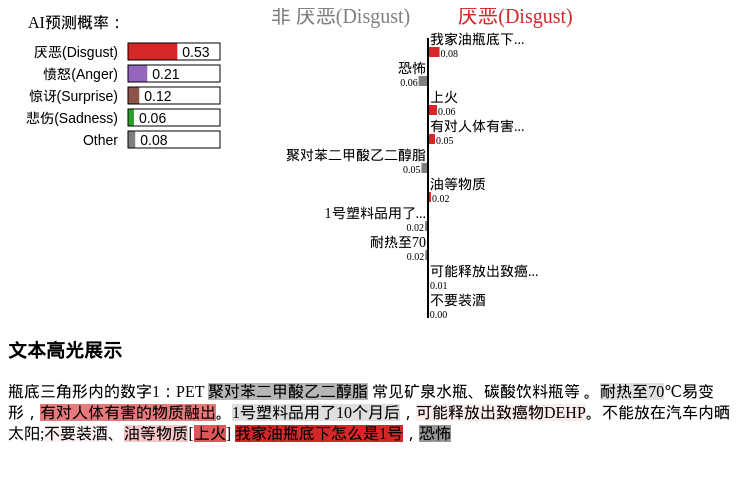 AI预测概率：
厌恶(Disgust) 0.53
愤怒(Anger) 0.21
惊讶(Surprise) 0.12
悲伤(Sadness) 0.06
Other 0.08
非 厌恶(Disgust) 厌恶(Disgust)
我家油瓶底下...
0.08
恐怖
0.06
上火
0.06
有对人体有害...
0.05
聚对苯二甲酸乙二醇脂
0.05
油等物质
0.02
1号塑料品用了...
0.02
耐热至70
0.02
可能释放出致癌...
0.01
不要装酒
0.00
文本高光展示
瓶底三角形内的数字1：PET 聚对苯二甲酸乙二醇脂 常见矿泉水瓶、碳酸饮料瓶等 。耐热至70℃易变
形，有对人体有害的物质融出。1号塑料品用了10个月后，可能释放出致癌物DEHP。不能放在汽车内晒
太阳;不要装酒、油等物质[上火] 我家油瓶底下怎么是1号，恐怖